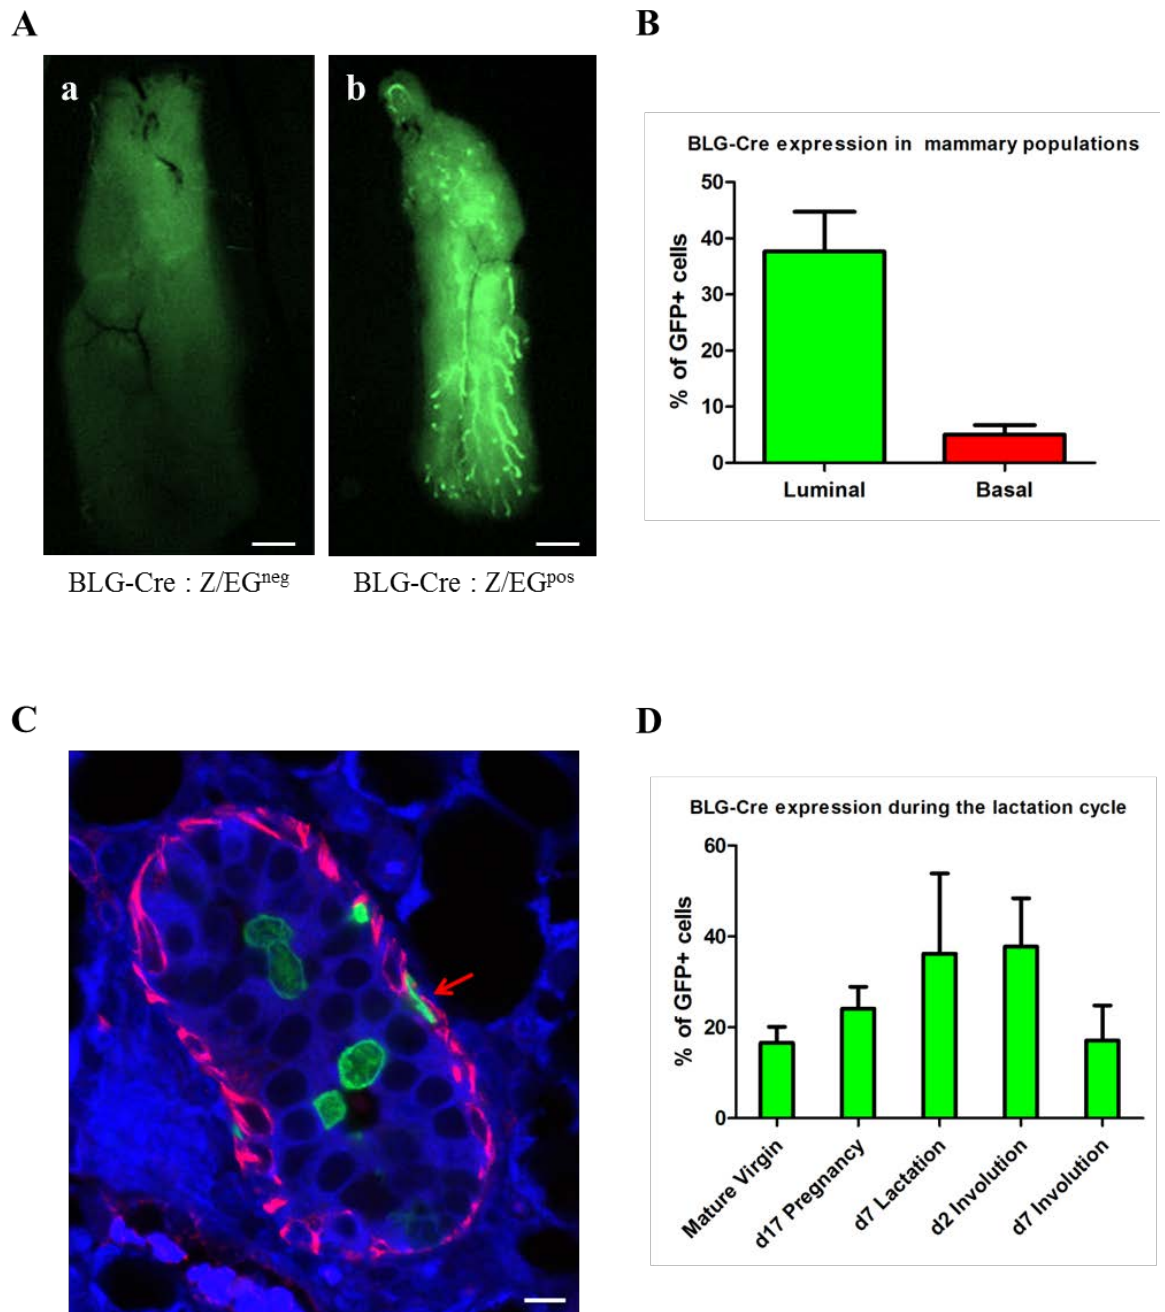 A
B
a
b
BLG-Cre : Z/EGneg
BLG-Cre : Z/EGpos
BLG-Cre expression in mammary populations
% of GFP+ cells
50
40
30
20
10
0
Luminal
Basal
C
D
BLG-Cre expression during the lactation cycle
% of GFP+ cells
60
40
20
0
Mature Virgin
d17 Pregnancy
d7 Lactation
d2 Involution
d7 Involution